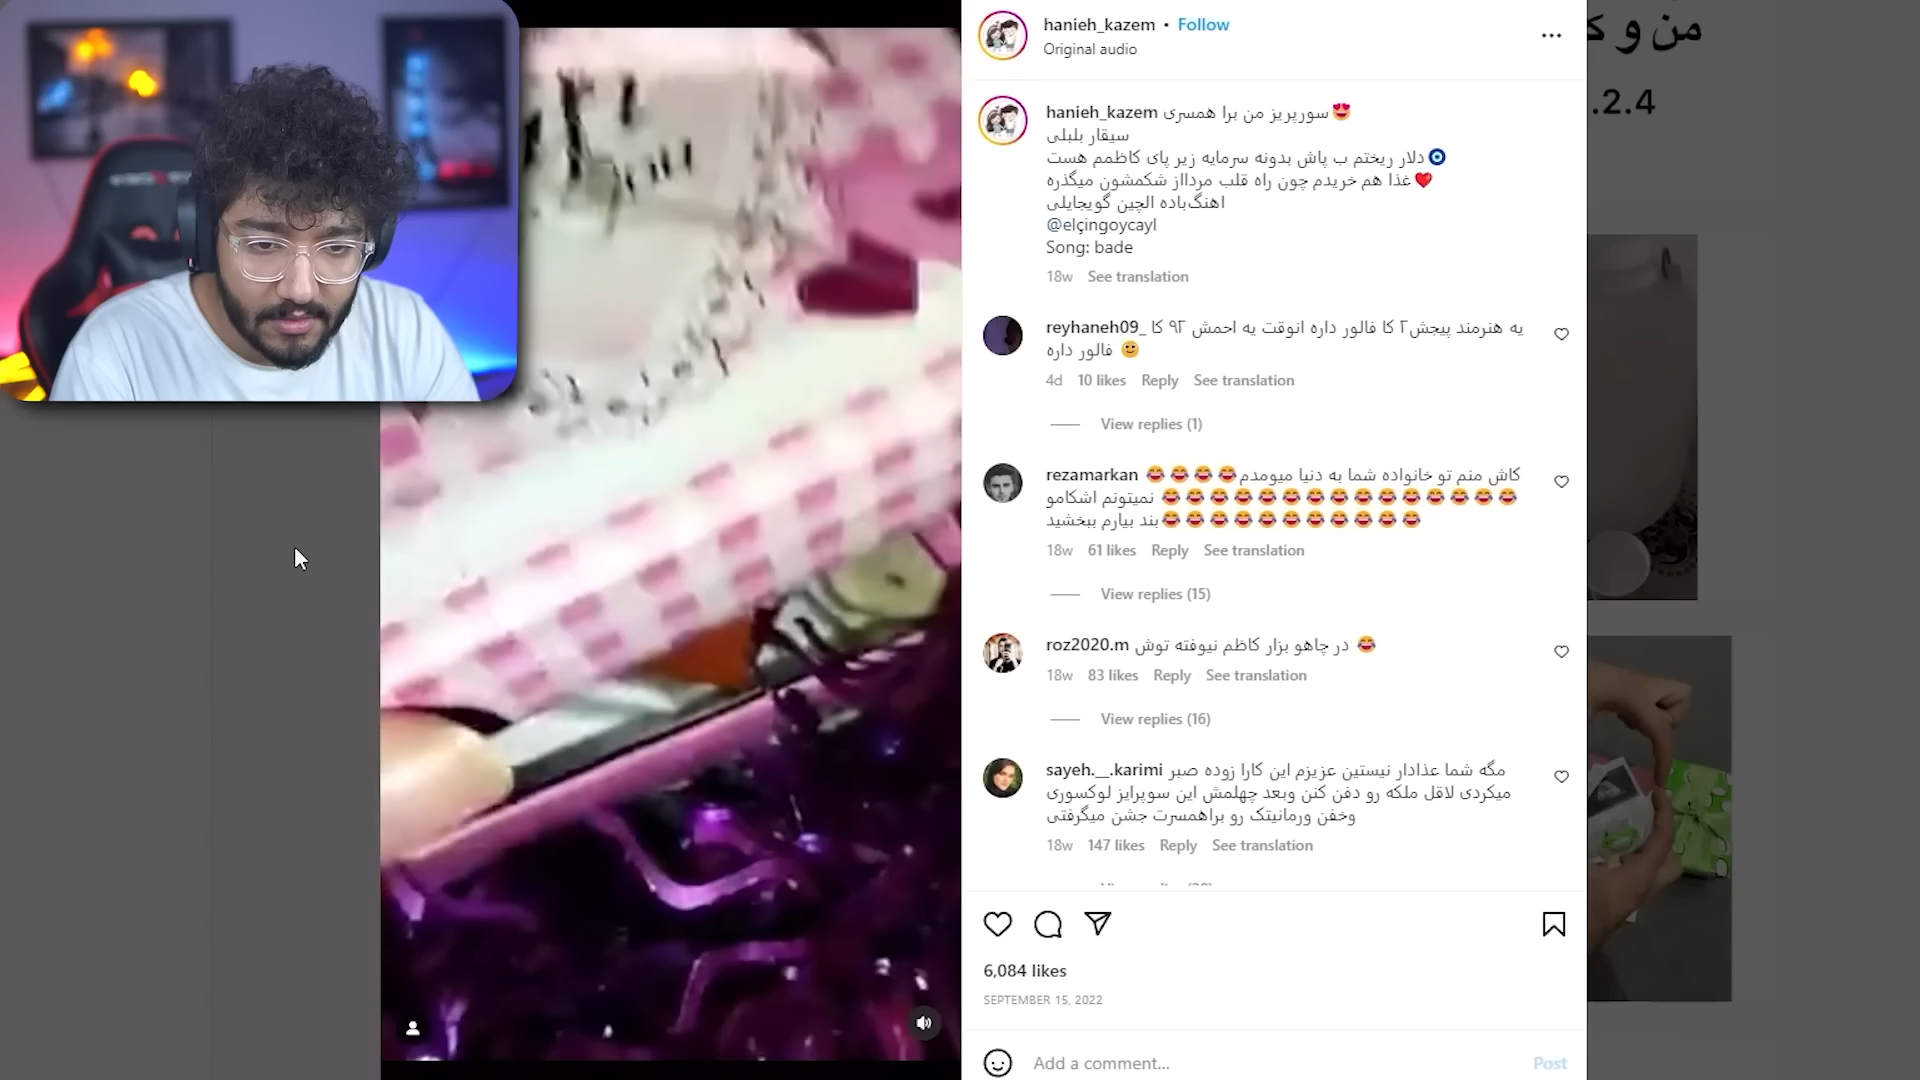 hanieh_kazem • Follow
Original audio
hanieh_kazem سورپریز من برا همسری😍
سیقار بلبلی
دلار ریختم ب پاش بدونه سرمایه زیر پای کاظمم هست🧿
غذا هم خریدم چون راه قلب مردااز شکمشون میگذره❤️
اهنگ‌باده الچین گویجایلی
@elçingoycayl
Song: bade
18w See translation
reyhaneh09_ یه هنرمند پیجش۲ کا فالور داره انوقت یه احمش ۹۲ کا
فالور داره 🙂
4d 10 likes Reply See translation
View replies (1)
rezamarkan 😂😂😂😂کاش منم تو خانواده شما به دنیا میومدم
نمیتونم اشکامو 😂😂😂😂😂😂😂😂😂😂😂😂😂😂😂
بند بیارم ببخشید😂😂😂😂😂😂😂😂😂😂😂
18w 61 likes Reply See translation
View replies (15)
roz2020.m در چاهو بزار کاظم نیوفته توش 😂
18w 83 likes Reply See translation
View replies (16)
sayeh.__.karimi مگه شما عذادار نیستین عزیزم این کارا زوده صبر
میکردی لاقل ملکه رو دفن کنن وبعد چهلمش این سوپرایز لوکسوری
وخفن ورمانیتک رو براهمسرت جشن میگرفتی
18w 147 likes Reply See translation
6,084 likes
SEPTEMBER 15, 2022
Add a comment... Post
من و ک
.2.4